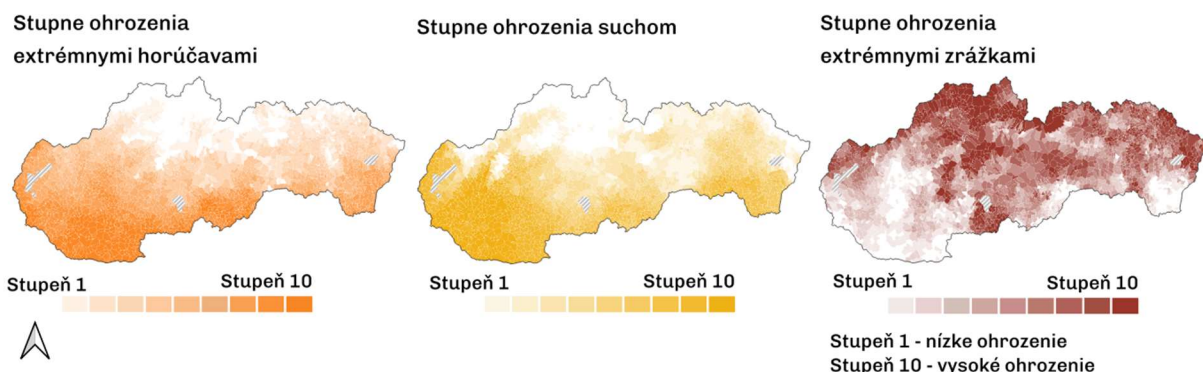 Stupne ohrozenia
extrémnymi horúčavami
Stupeň 1
Stupeň 10
Stupne ohrozenia suchom
Stupeň 1
Stupeň 10
Stupne ohrozenia
extrémnymi zrážkami
Stupeň 1
Stupeň 10
Stupeň 1 - nízke ohrozenie
Stupeň 10 - vysoké ohrozenie